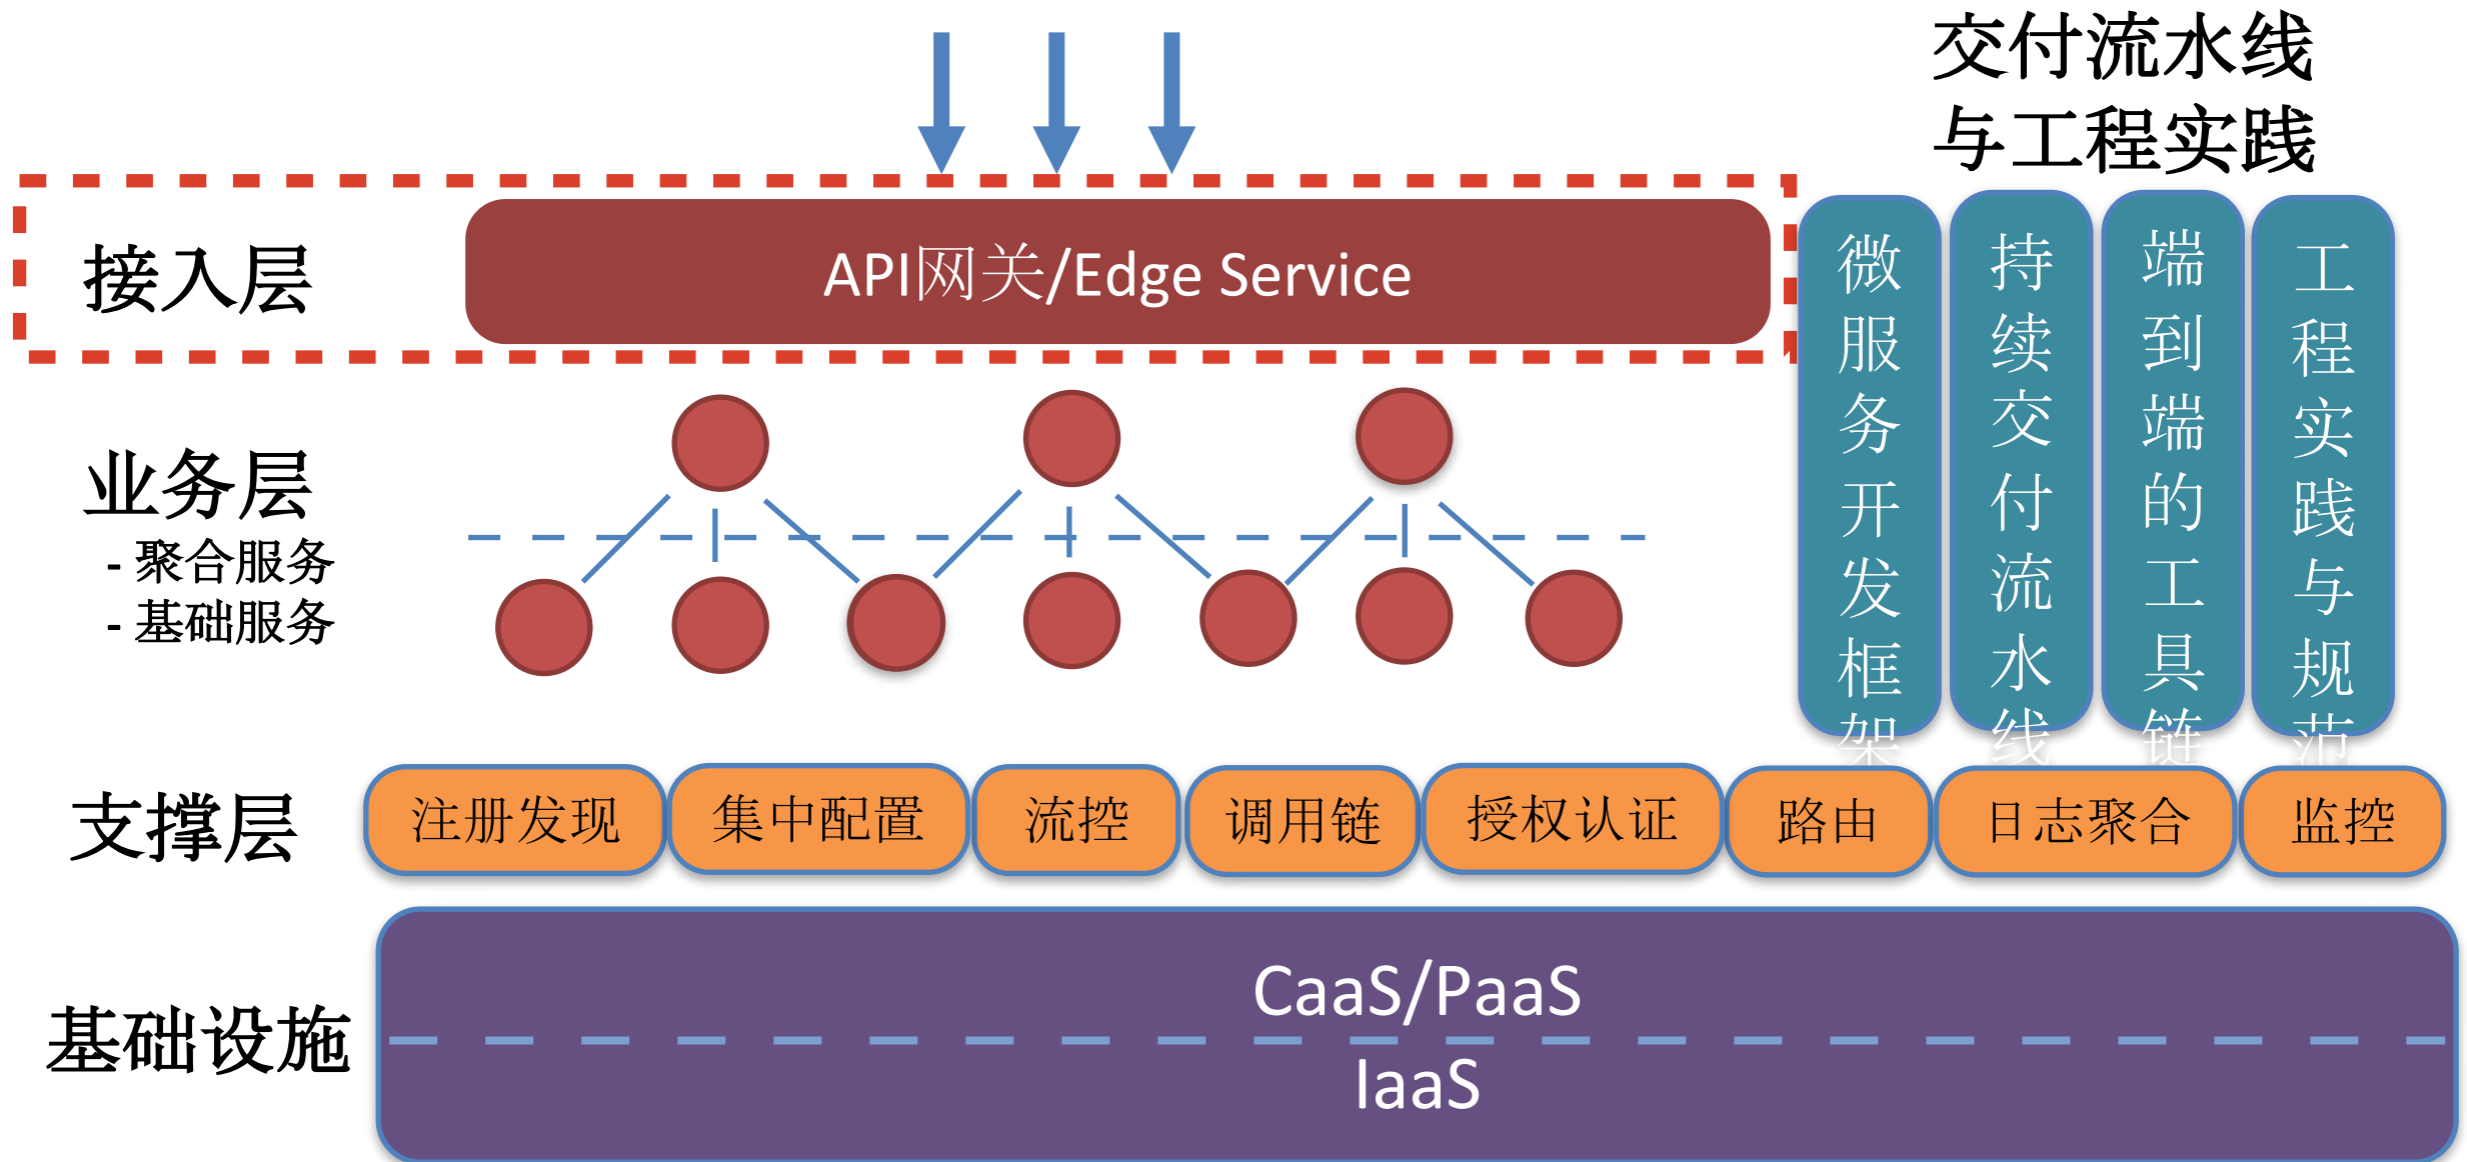 交付流水线
与工程实践
接入层
API网关/Edge Service
业务层
- 聚合服务
- 基础服务
微服务开发框架
持续交付流水线
端到端的工具链
工程实践与规范
支撑层
注册发现
集中配置
流控
调用链
授权认证
路由
日志聚合
监控
基础设施
CaaS/PaaS
IaaS